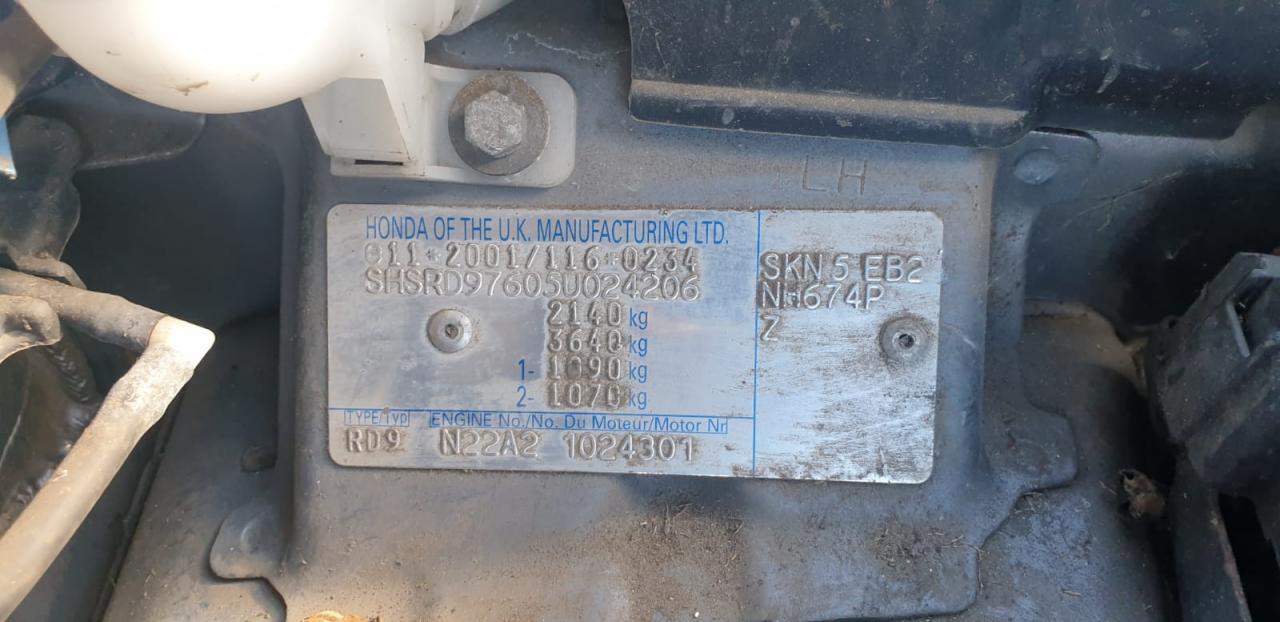 LH
HONDA OF THE U.K. MANUFACTURING LTD.
e11*2001/116*0234
SHSRD97605U024206
2140 kg
3640 kg
1- 1090 kg
2- 1070 kg
TYPE/TYP ENGINE No./No. Du Moteur/Motor Nr
RD9 N22A2 1024301
SKN 5 EB2
NH674P
Z